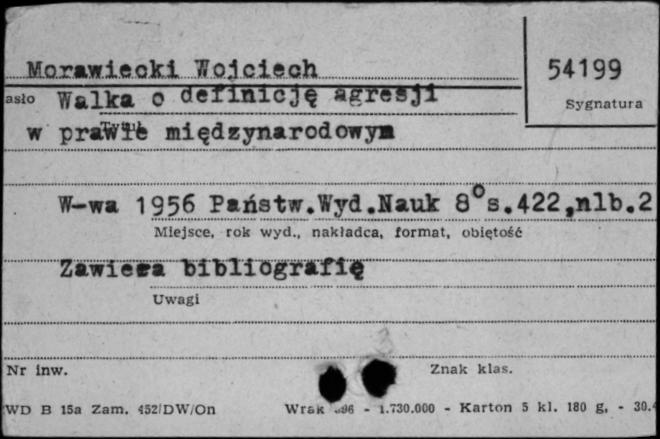 Morawiecki Wojciech
54199
asło Walka o definicję agresji
Sygnatura
w prawie międzynarodowym
W-wa 1956 Państw.Wyd.Nauk 8° s.422,nlb.2
Miejsce, rok wyd., nakładca, format, objętość
Zawiera bibliografię
Uwagi
Nr inw.
Znak klas.
WD B 15a Zam. 452/DW/On
96 - 1.730.000 - Karton 5 kl. 180 g, - 30.4